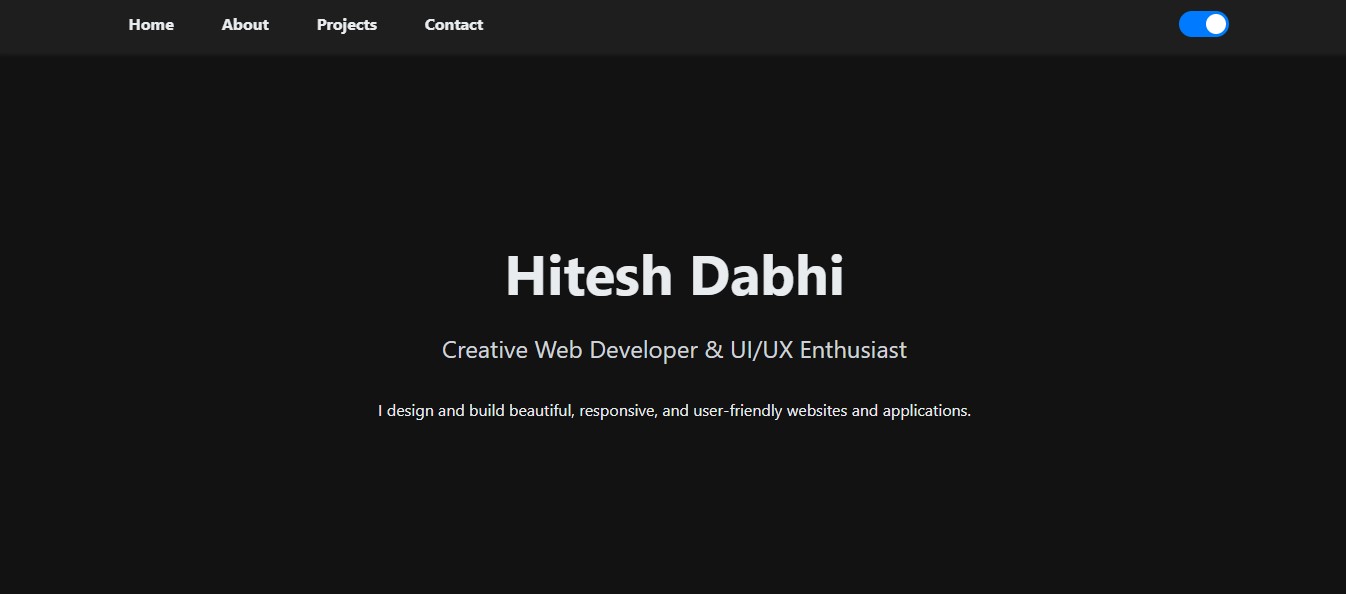 Home About Projects Contact
Hitesh Dabhi
Creative Web Developer & UI/UX Enthusiast
I design and build beautiful, responsive, and user-friendly websites and applications.